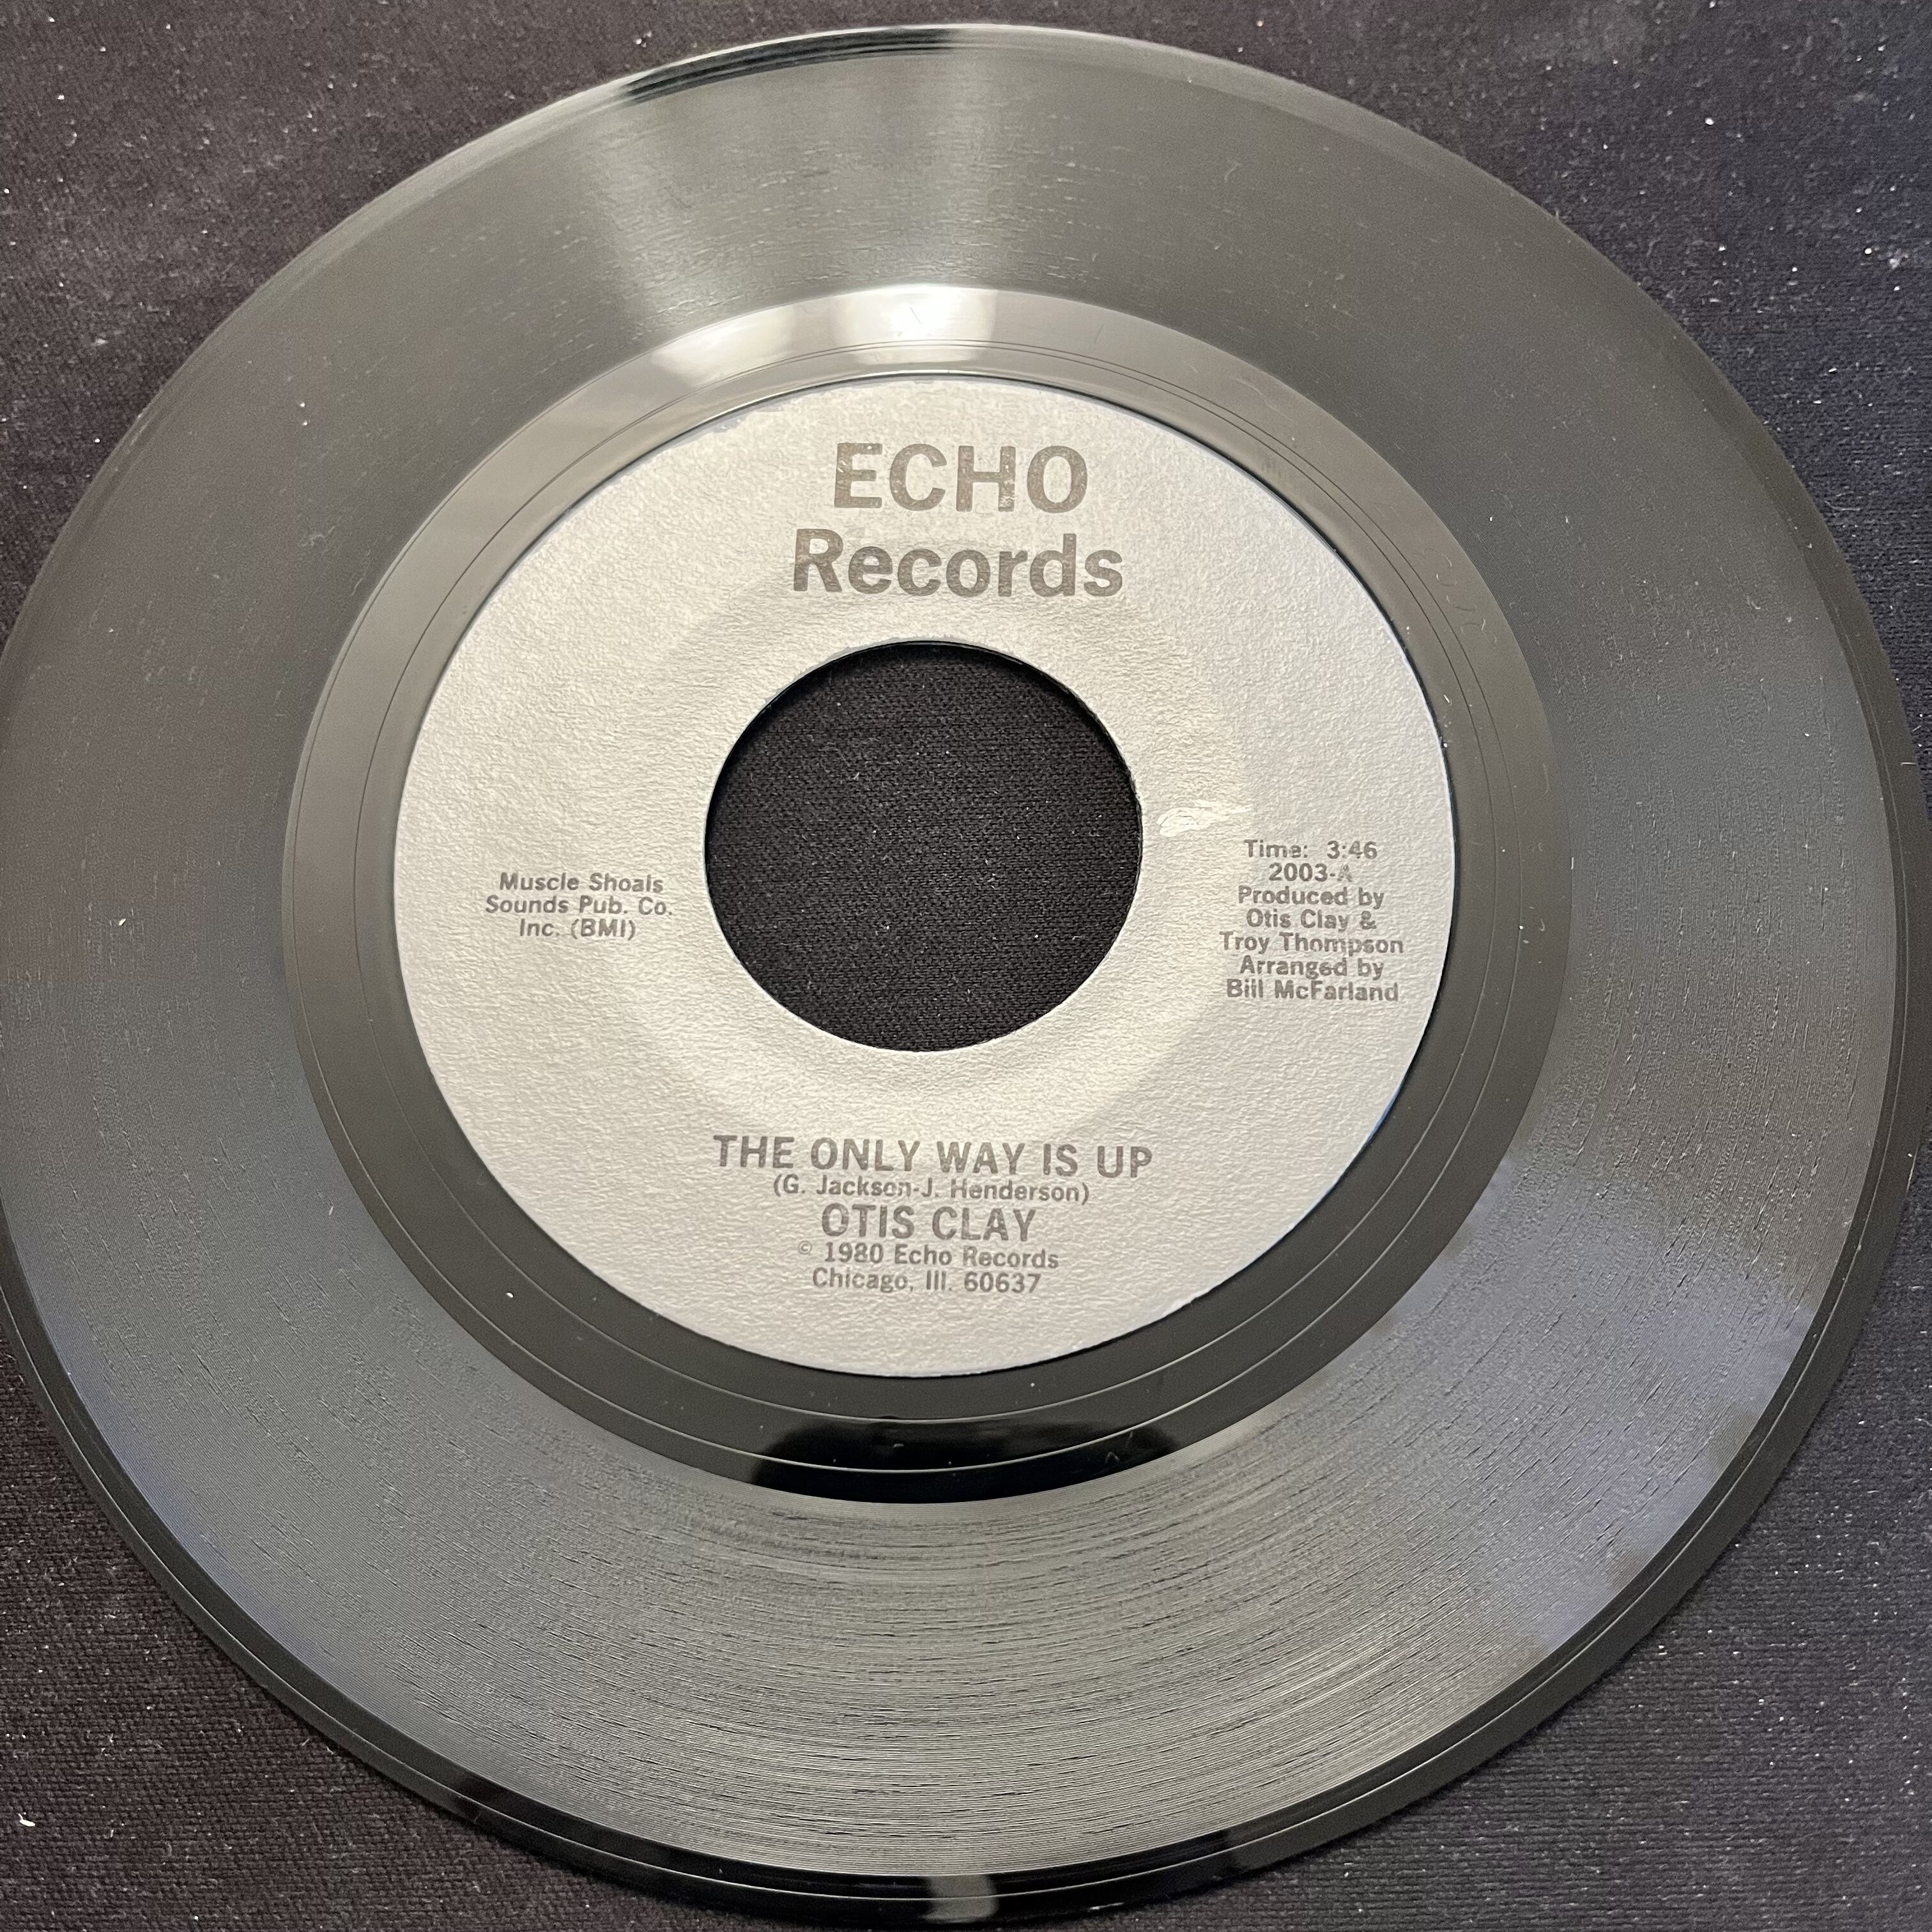 ECHO
Records
Muscle Shoals
Sounds Pub. Co.
Inc. (BMI)
Time: 3:46
2003-A
Produced by
Otis Clay &
Troy Thompson
Arranged by
Bill McFarland
THE ONLY WAY IS UP
(G. Jackson-J. Henderson)
OTIS CLAY
© 1980 Echo Records
Chicago, Ill. 60637